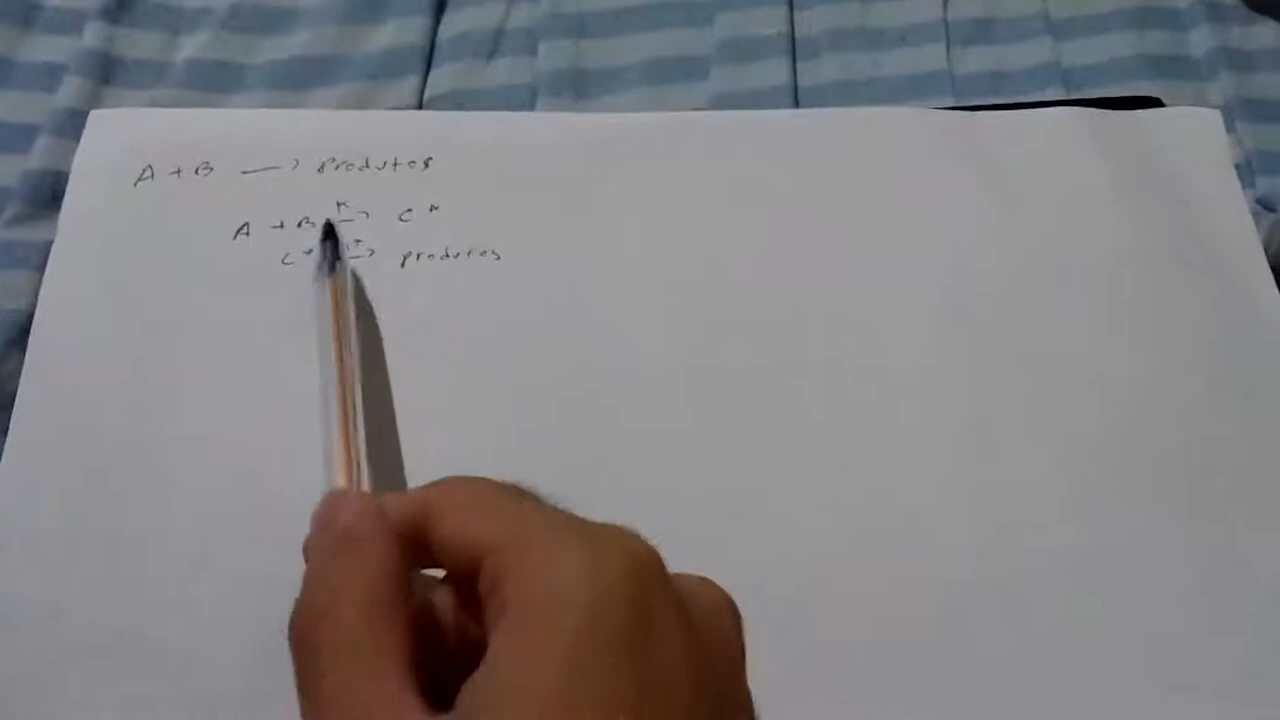 A + B → Produtos
A + B K→ C*
C* → produtos